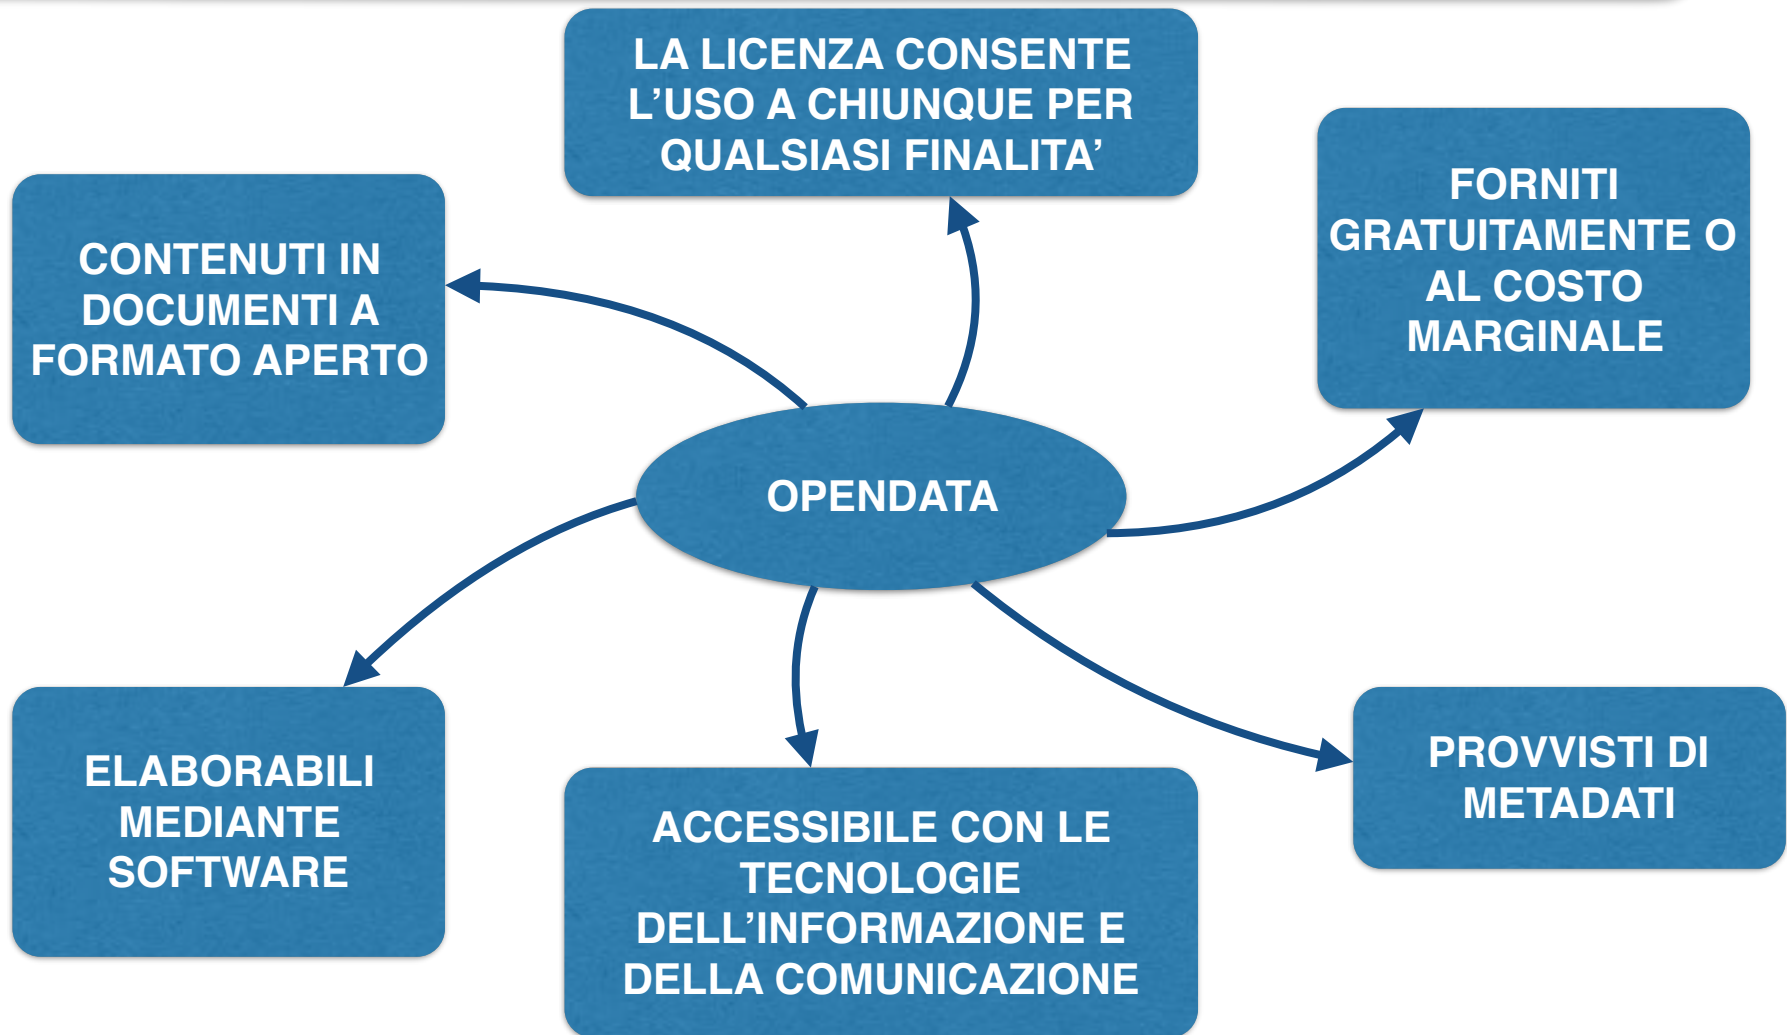 LA LICENZA CONSENTE
L’USO A CHIUNQUE PER
QUALSIASI FINALITA’
FORNITI
GRATUITAMENTE O
AL COSTO
MARGINALE
CONTENUTI IN
DOCUMENTI A
FORMATO APERTO
OPENDATA
ELABORABILI
MEDIANTE
SOFTWARE
ACCESSIBILE CON LE
TECNOLOGIE
DELL’INFORMAZIONE E
DELLA COMUNICAZIONE
PROVVISTI DI
METADATI